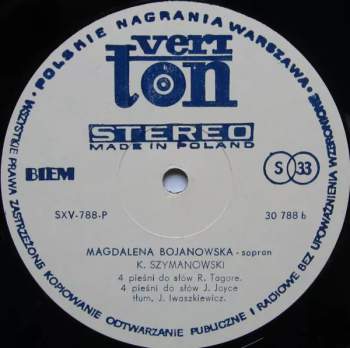 POLSKIE NAGRANIA WARSZAWA
WSZYSTKIE PRAWA ZASTRZEŻONE KOPIOWANIE ODTWARZANIE PUBLICZNE I RADIOWE BEZ UPOWAŻNIENIA WZBRONIONE
veri
ton
STEREO
MADE IN POLAND
BIEM
S 33
SXV-788-P
30 788 b
MAGDALENA BOJANOWSKA - sopran
K. SZYMANOWSKI
4 pieśni do słów R. Tagore.
4 pieśni do słów J. Joyce
tłum. J. Iwaszkiewicz.